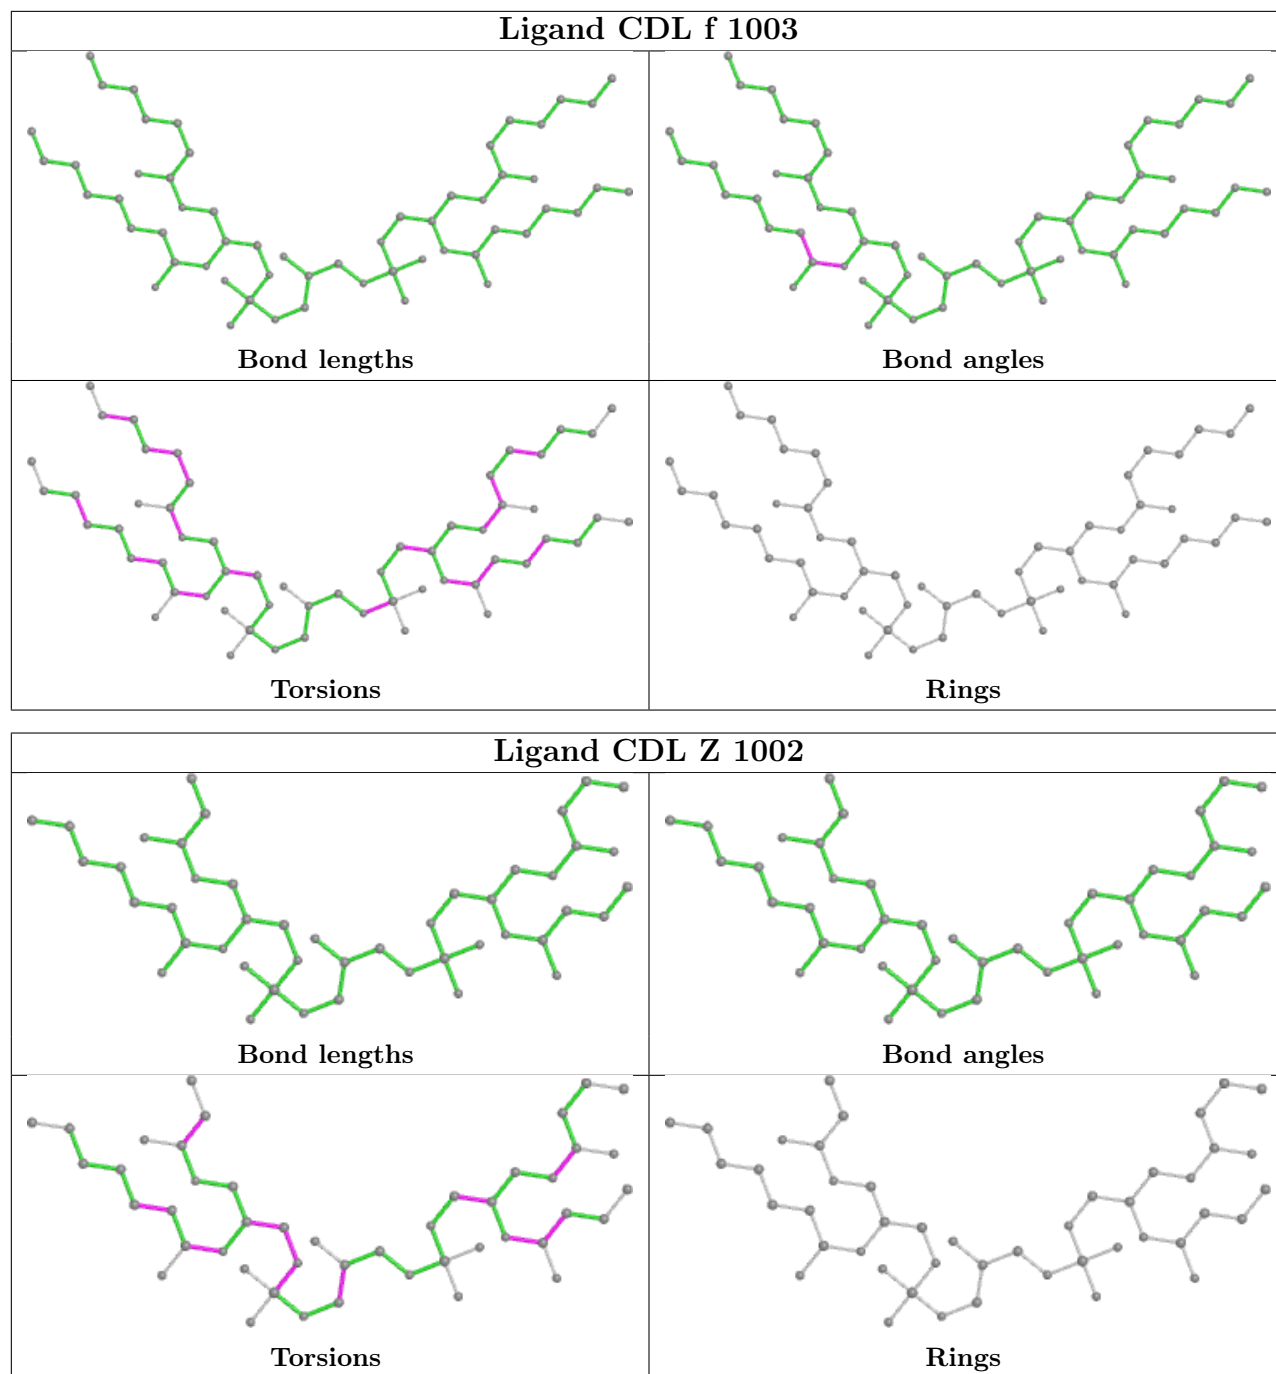 Ligand CDL f 1003
Bond lengths
Bond angles
Torsions
Rings
Ligand CDL Z 1002
Bond lengths
Bond angles
Torsions
Rings